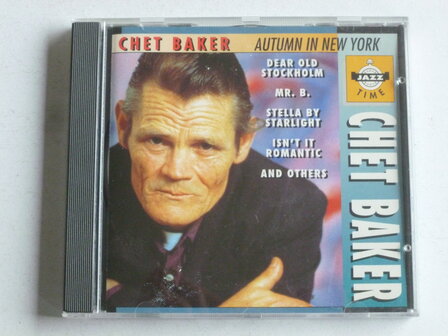 CHET BAKER AUTUMN IN NEW YORK
DEAR OLD
STOCKHOLM
MR. B.
STELLA BY
STARLIGHT
ISN'T IT
ROMANTIC
AND OTHERS
JAZZ
TIME
CHET BAKER